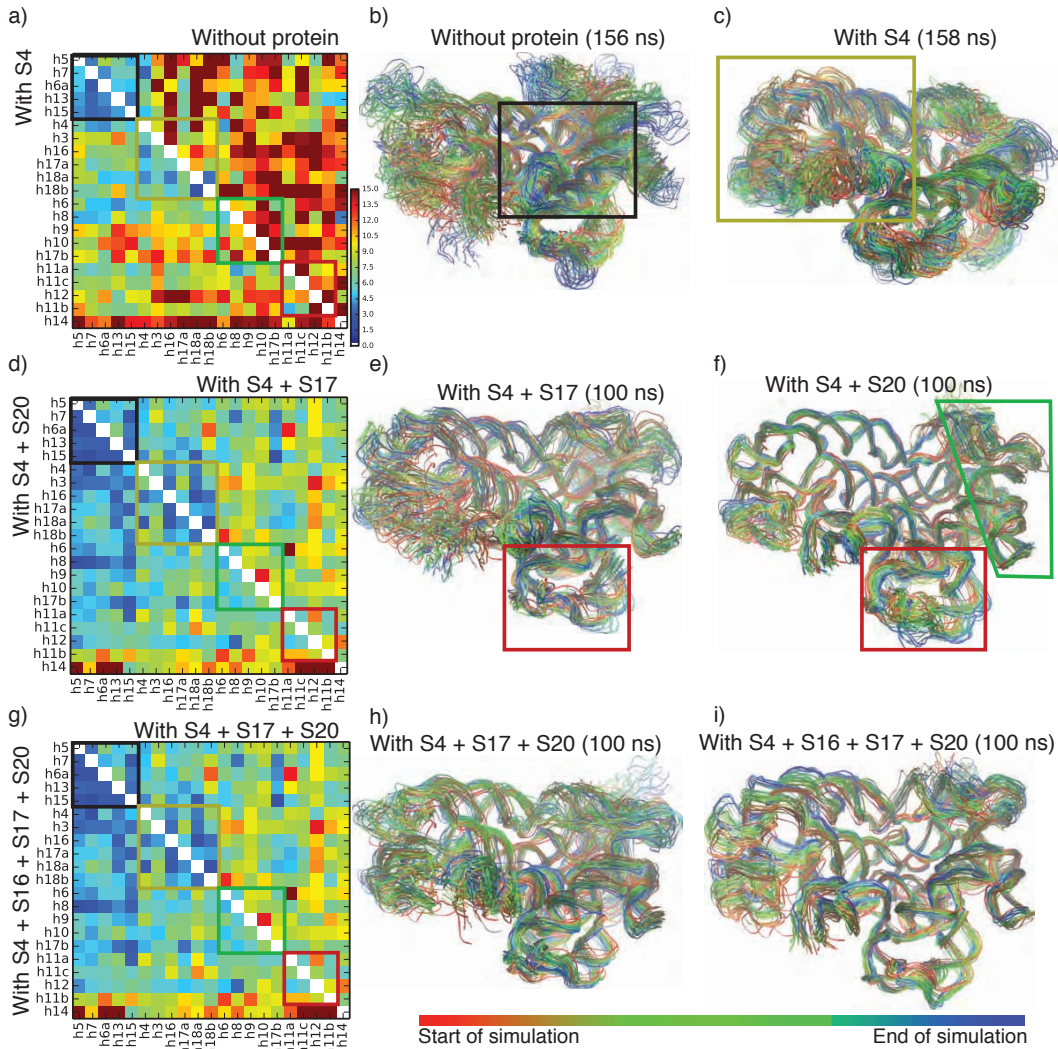 a)
Without protein
With S4
h5
h7
h6a
h13
h15
h4
h3
h16
h17a
h18a
h18b
h6
h8
h9
h10
h17b
h11a
h11c
h12
h11b
h14
15.0
13.5
12.0
10.5
9.0
7.5
6.0
4.5
3.0
1.5
0.0
h5 h7 h6a h13 h15 h4 h3 h16 h17a h18a h18b h6 h8 h9 h10 h17b h11a h11c h12 h11b h14
b)
Without protein (156 ns)
c)
With S4 (158 ns)
d)
With S4 + S17
With S4 + S20
h5
h7
h6a
h13
h15
h4
h3
h16
h17a
h18a
h18b
h6
h8
h9
h10
h17b
h11a
h11c
h12
h11b
h14
h5 h7 h6a h13 h15 h4 h3 h16 h17a h18a h18b h6 h8 h9 h10 h17b h11a h11c h12 h11b h14
e)
With S4 + S17 (100 ns)
f)
With S4 + S20 (100 ns)
g)
With S4 + S17 + S20
With S4 + S16 + S17 + S20
h5
h7
h6a
h13
h15
h4
h3
h16
h17a
h18a
h18b
h6
h8
h9
h10
h17b
h11a
h11c
h12
h11b
h14
h5 h7 h6a h13 h15 h4 h3 h16 h17a h18a h18b h6 h8 h9 h10 h17b h11a h11c h12 h11b h14
h)
With S4 + S17 + S20 (100 ns)
i)
With S4 + S16 + S17 + S20 (100 ns)
Start of simulation
End of simulation